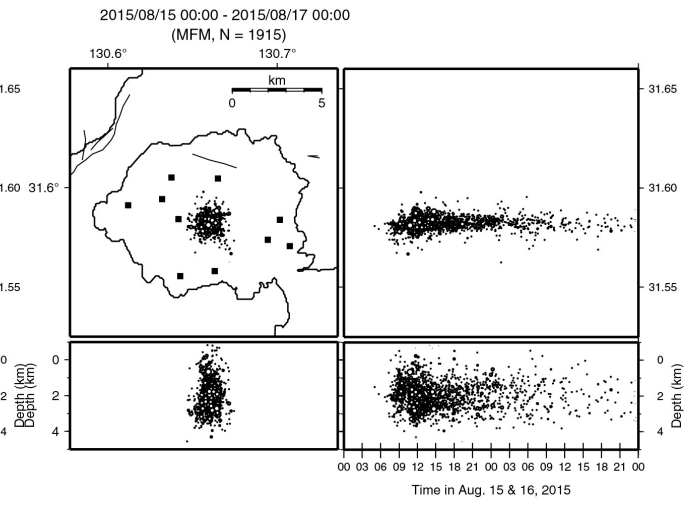 2015/08/15 00:00 - 2015/08/17 00:00
(MFM, N = 1915)
130.6° 130.7°
km
0 5
1.65 31.65
1.60 31.6° 31.60
1.55 31.55
0 0 0
2 2 2
4 4 4
Depth (km)
Depth (km)
Depth (km)
00 03 06 09 12 15 18 21 00 03 06 09 12 15 18 21 00
Time in Aug. 15 & 16, 2015